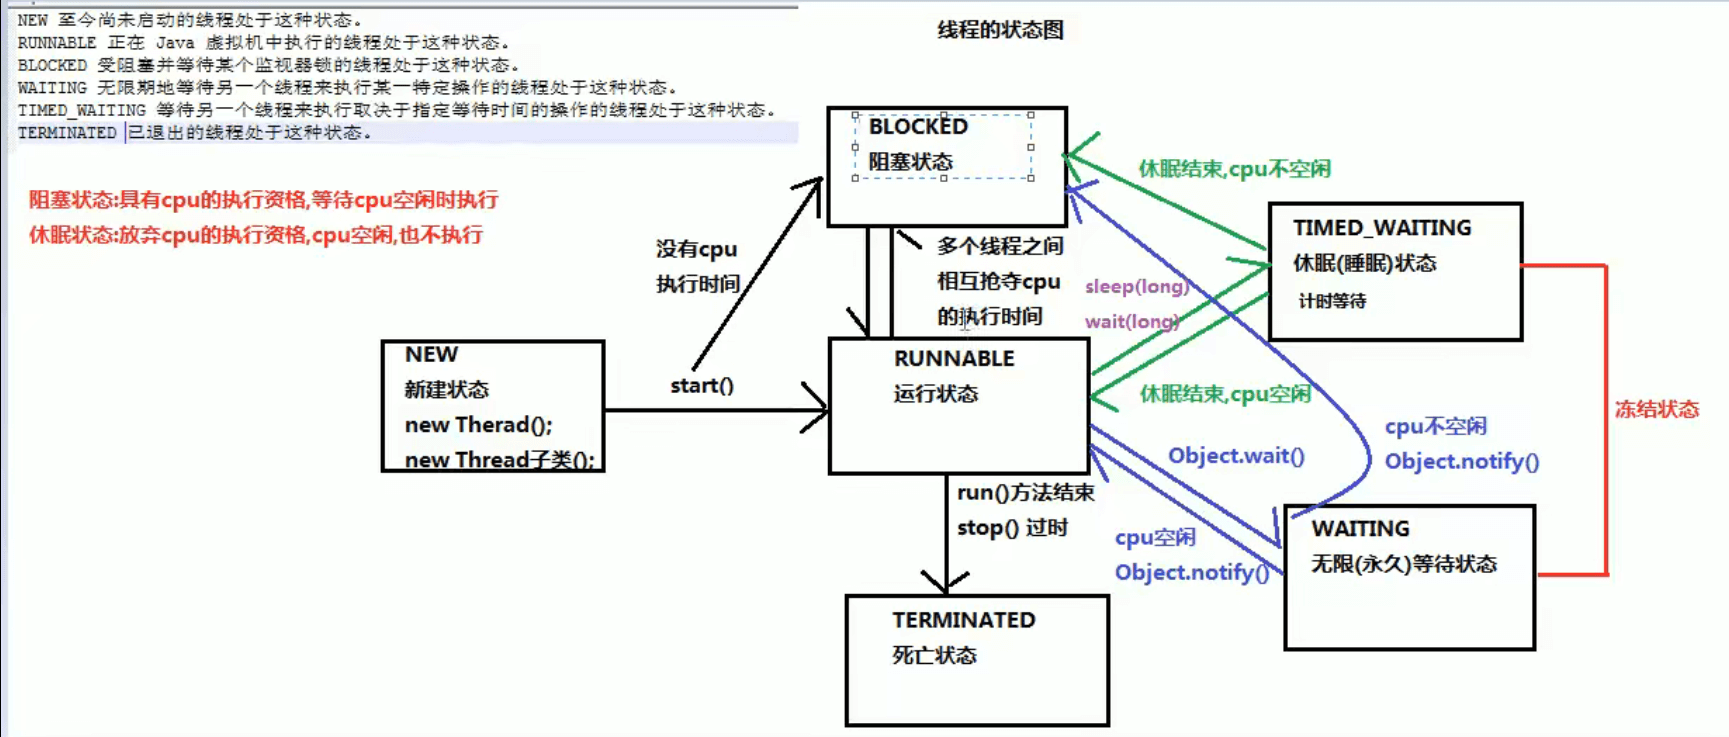 NEW 至今尚未启动的线程处于这种状态。
RUNNABLE 正在 Java 虚拟机中执行的线程处于这种状态。
BLOCKED 受阻塞并等待某个监视器锁的线程处于这种状态。
WAITING 无限期地等待另一个线程来执行某一特定操作的线程处于这种状态。
TIMED_WAITING 等待另一个线程来执行取决于指定等待时间的操作的线程处于这种状态。
TERMINATED 已退出的线程处于这种状态。
线程的状态图
阻塞状态:具有cpu的执行资格,等待cpu空闲时执行
休眠状态:放弃cpu的执行资格,cpu空闲,也不执行
BLOCKED
阻塞状态
休眠结束,cpu不空闲
没有cpu
执行时间
多个线程之间
相互抢夺cpu
的执行时间
sleep(long)
wait(long)
TIMED_WAITING
休眠(睡眠)状态
计时等待
NEW
新建状态
new Therad();
new Thread子类();
start()
RUNNABLE
运行状态
休眠结束,cpu空闲
冻结状态
cpu不空闲
Object.notify()
Object.wait()
run()方法结束
stop() 过时
cpu空闲
Object.notify()
WAITING
无限(永久)等待状态
TERMINATED
死亡状态